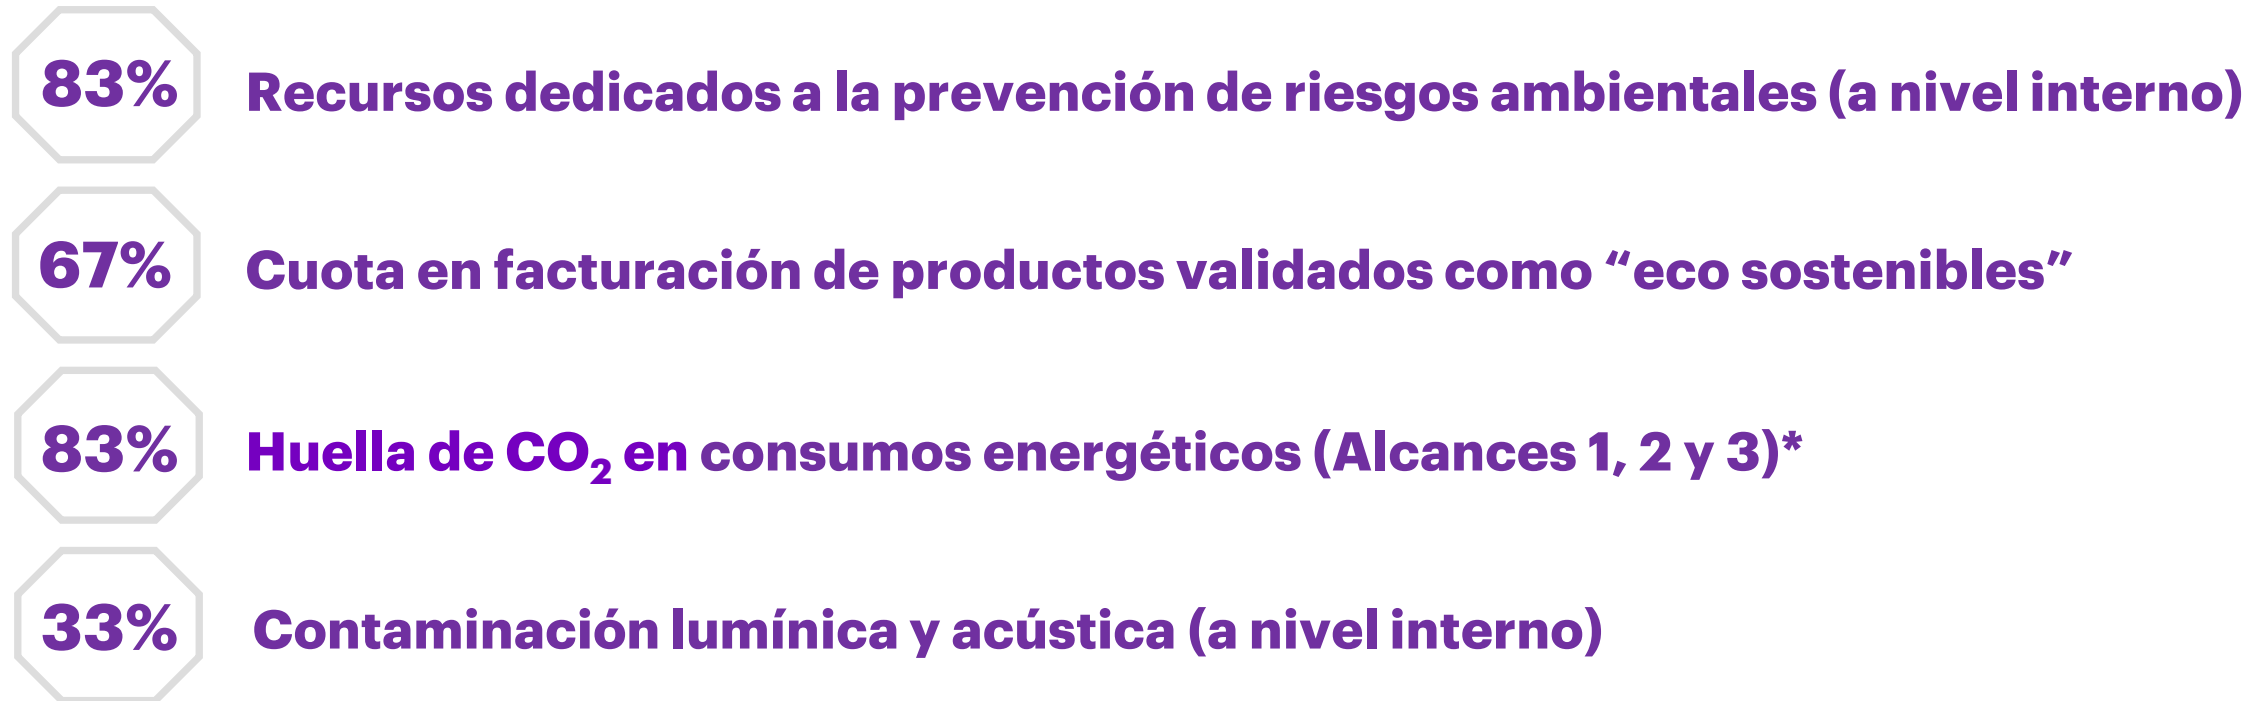 83% Recursos dedicados a la prevención de riesgos ambientales (a nivel interno)
67% Cuota en facturación de productos validados como “eco sostenibles”
83% Huella de CO₂ en consumos energéticos (Alcances 1, 2 y 3)*
33% Contaminación lumínica y acústica (a nivel interno)